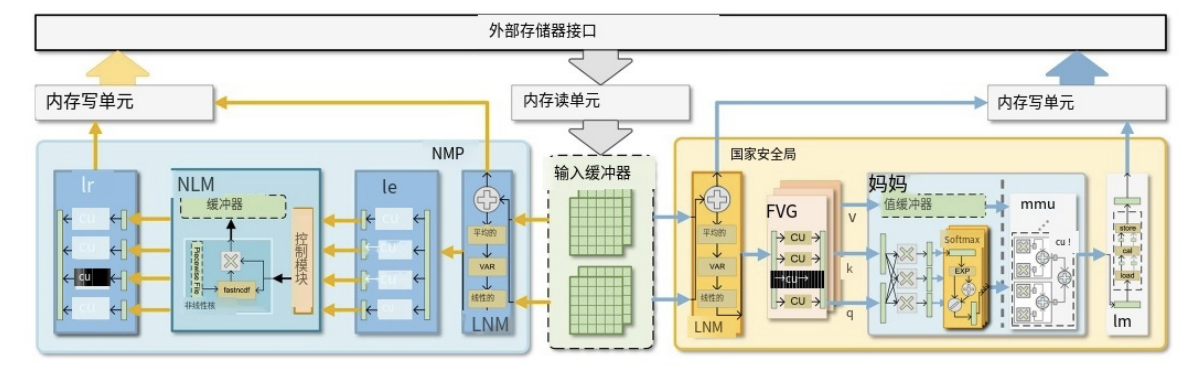 外部存储器接口
内存写单元
内存读单元
内存写单元
NMP
lr
cu
cu
cu
cu
NLM
缓冲器
Piecewise File
fastncdf
非线性核
控制模块
le
cu
cu
cu
cu
平均的
VAR
线性的
LNM
输入缓冲器
国家安全局
平均的
VAR
线性的
LNM
FVG
CU
CU
cu
CU
v
k
q
妈妈
值缓冲器
Softmax
EXP
mmu
cu !
store
cal
load
lm